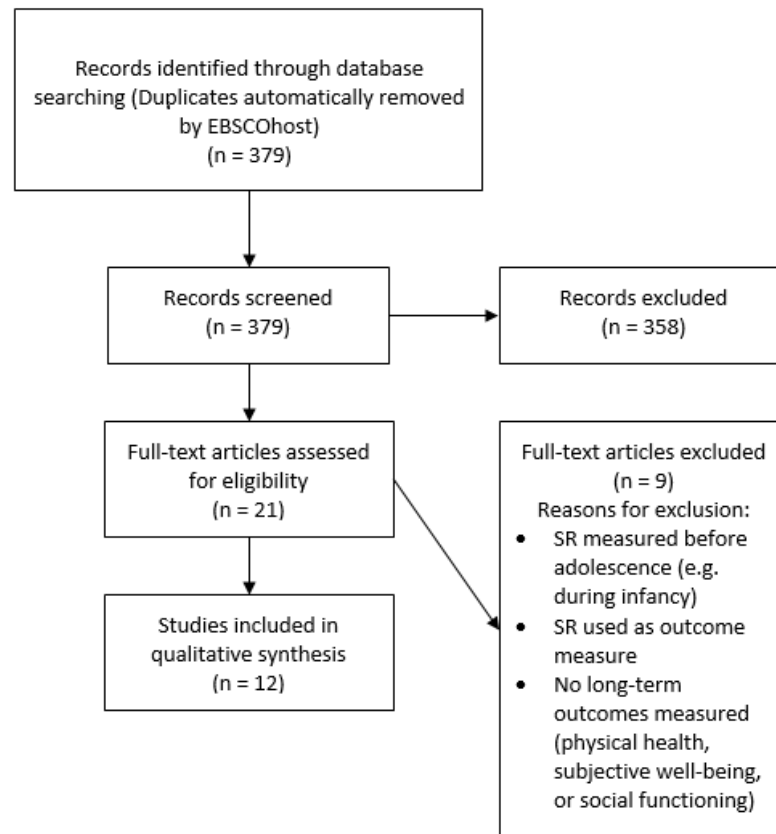 Records identified through database
searching (Duplicates automatically removed
by EBSCOhost)
(n = 379)
Records screened
(n = 379)
Records excluded
(n = 358)
Full-text articles assessed
for eligibility
(n = 21)
Full-text articles excluded
(n = 9)
Reasons for exclusion:
• SR measured before
adolescence (e.g.
during infancy)
• SR used as outcome
measure
• No long-term
outcomes measured
(physical health,
subjective well-being,
or social functioning)
Studies included in
qualitative synthesis
(n = 12)